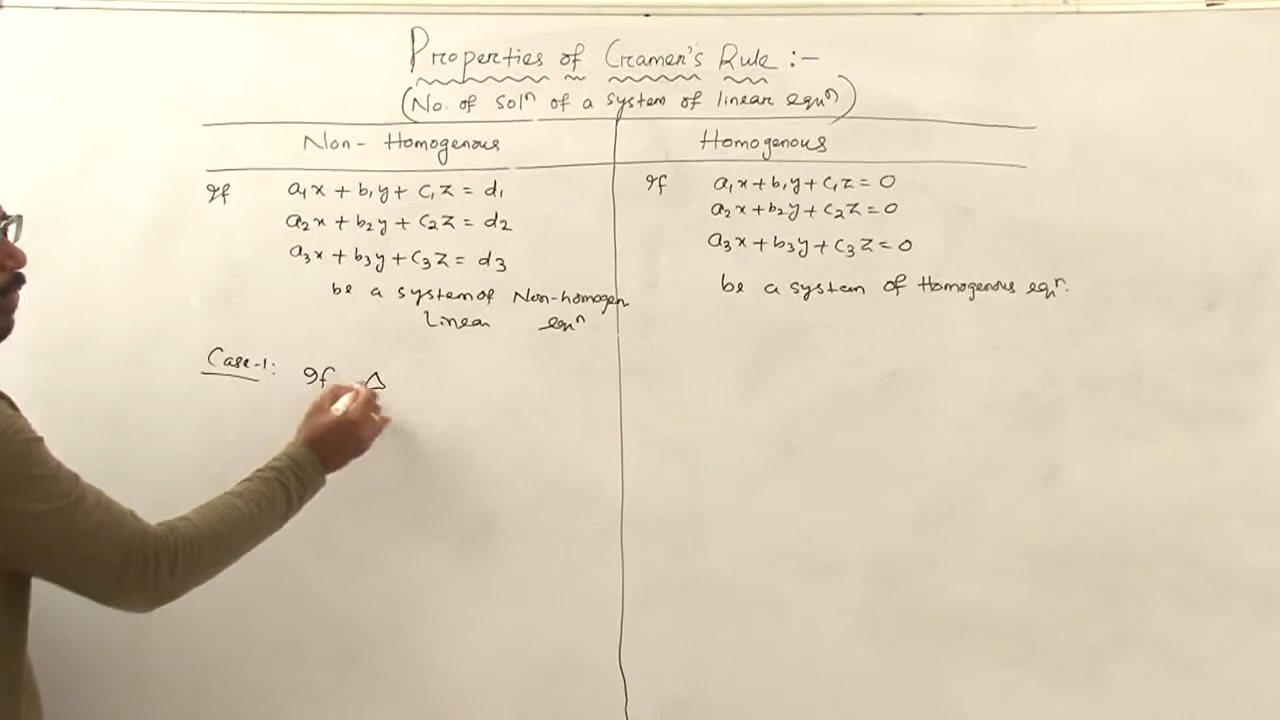 Properties of Cramer's Rule :-
(No. of solⁿ of a system of linear equⁿ)
Non-Homogenous
If a₁x + b₁y + c₁z = d₁
a₂x + b₂y + c₂z = d₂
a₃x + b₃y + c₃z = d₃
be a system of Non-homogen
linear eqnⁿ
Case-1: If Δ
Homogenous
If a₁x + b₁y + c₁z = 0
a₂x + b₂y + c₂z = 0
a₃x + b₃y + c₃z = 0
be a system of Homogenous eqⁿ.